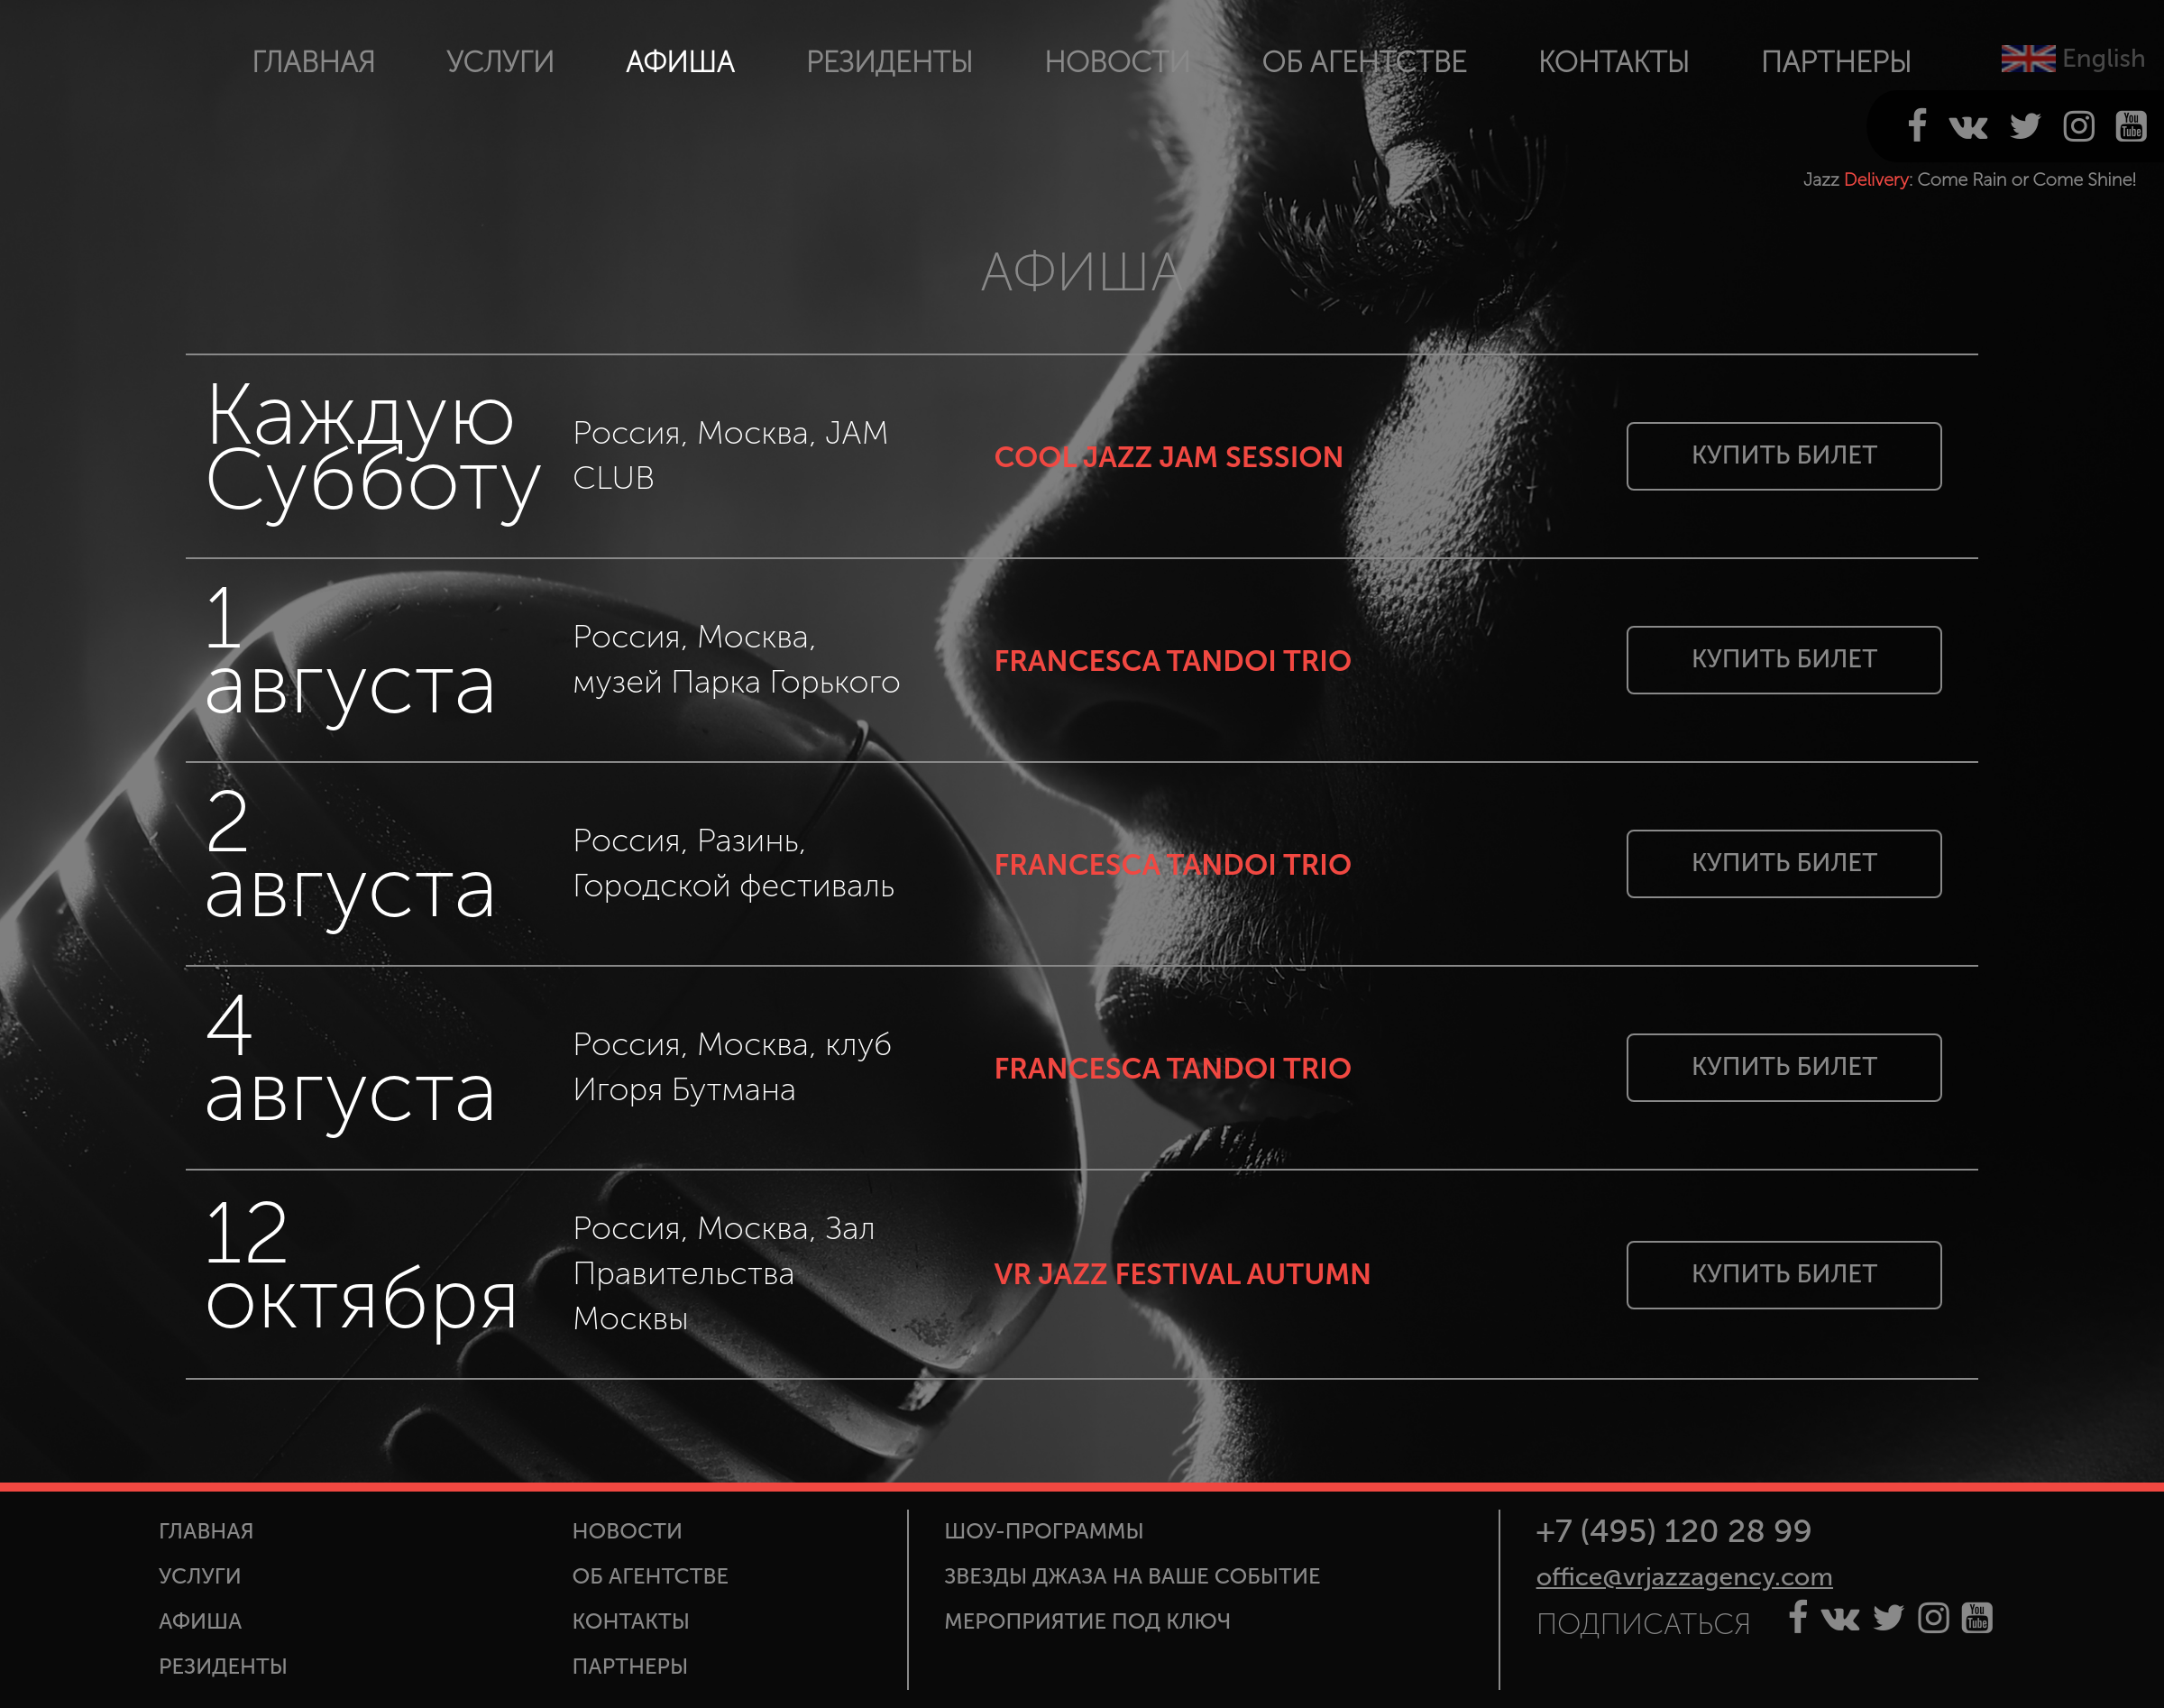 ГЛАВНАЯ УСЛУГИ АФИША РЕЗИДЕНТЫ НОВОСТИ ОБ АГЕНТСТВЕ КОНТАКТЫ ПАРТНЕРЫ English
You Tube
Jazz Delivery: Come Rain or Come Shine!
АФИША
Каждую
Субботу
Россия, Москва, JAM
CLUB
COOL JAZZ JAM SESSION
КУПИТЬ БИЛЕТ
1
августа
Россия, Москва,
музей Парка Горького
FRANCESCA TANDOI TRIO
КУПИТЬ БИЛЕТ
2
августа
Россия, Разинь,
Городской фестиваль
FRANCESCA TANDOI TRIO
КУПИТЬ БИЛЕТ
4
августа
Россия, Москва, клуб
Игоря Бутмана
FRANCESCA TANDOI TRIO
КУПИТЬ БИЛЕТ
12
октября
Россия, Москва, Зал
Правительства
Москвы
VR JAZZ FESTIVAL AUTUMN
КУПИТЬ БИЛЕТ
ГЛАВНАЯ
УСЛУГИ
АФИША
РЕЗИДЕНТЫ
НОВОСТИ
ОБ АГЕНТСТВЕ
КОНТАКТЫ
ПАРТНЕРЫ
ШОУ-ПРОГРАММЫ
ЗВЕЗДЫ ДЖАЗА НА ВАШЕ СОБЫТИЕ
МЕРОПРИЯТИЕ ПОД КЛЮЧ
+7 (495) 120 28 99
office@vrjazzagency.com
ПОДПИСАТЬСЯ
You Tube